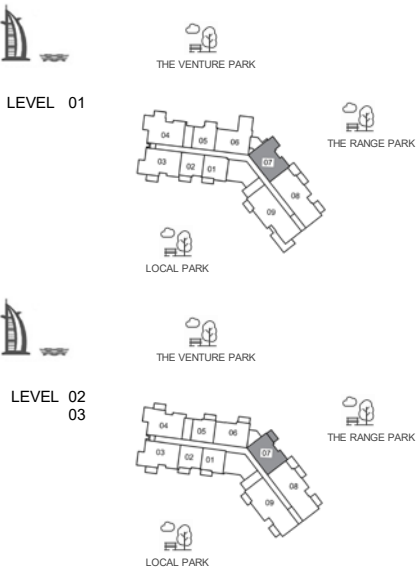 THE VENTURE PARK
LEVEL 01
THE RANGE PARK
04
05
06
07
03
02
01
08
09
LOCAL PARK
THE VENTURE PARK
LEVEL 02
03
THE RANGE PARK
04
05
06
07
03
02
01
08
09
LOCAL PARK